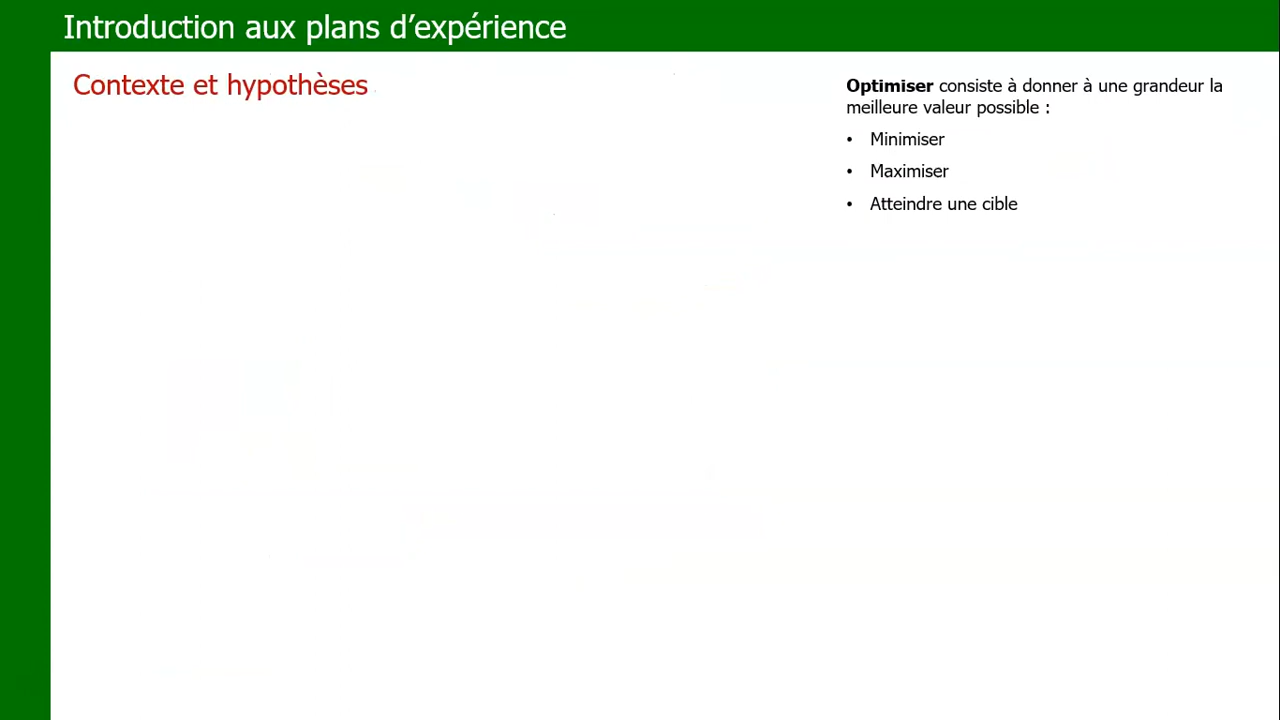 Introduction aux plans d’expérience
Contexte et hypothèses
Optimiser consiste à donner à une grandeur la
meilleure valeur possible :
• Minimiser
• Maximiser
• Atteindre une cible